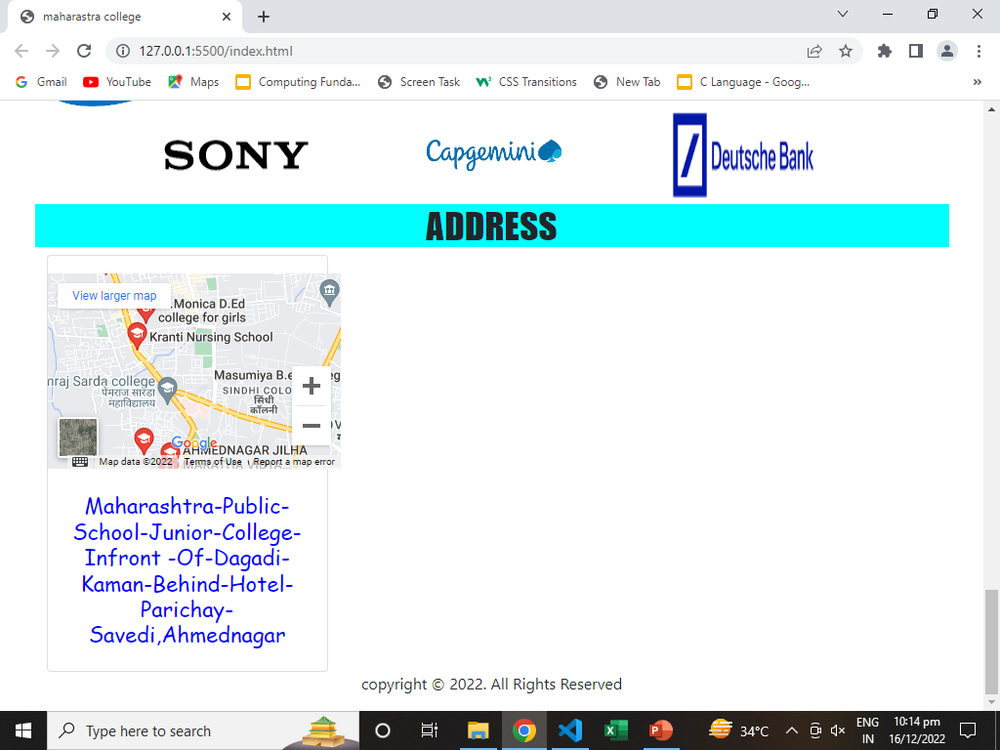 maharastra college
127.0.0.1:5500/index.html
Gmail
YouTube
Maps
Computing Funda...
Screen Task
CSS Transitions
New Tab
C Language - Goog...
»
SONY
Capgemini
Deutsche Bank
ADDRESS
View larger map
.Monica D.Ed
college for girls
Kranti Nursing School
Masumiya B.e
eg
mraj Sarda college
पेमराज सारडा
महाविद्यालय
SINDHI COLO
सिंधी
कॉलनी
Google
AHMEDNAGAR JILHA
MARATHA VIDYA...
Map data ©2022
Terms of Use
Report a map error
Maharashtra-Public-
School-Junior-College-
Infront -Of-Dagadi-
Kaman-Behind-Hotel-
Parichay-
Savedi,Ahmednagar
copyright © 2022. All Rights Reserved
Type here to search
34°C
ENG
IN
10:14 pm
16/12/2022